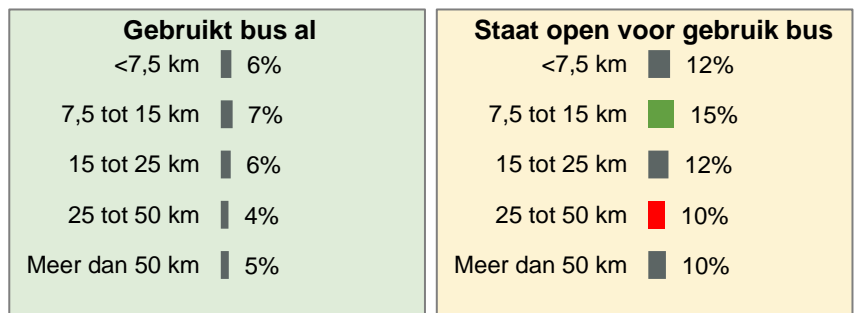 Gebruikt bus al
<7,5 km 6%
7,5 tot 15 km 7%
15 tot 25 km 6%
25 tot 50 km 4%
Meer dan 50 km 5%
Staat open voor gebruik bus
<7,5 km 12%
7,5 tot 15 km 15%
15 tot 25 km 12%
25 tot 50 km 10%
Meer dan 50 km 10%